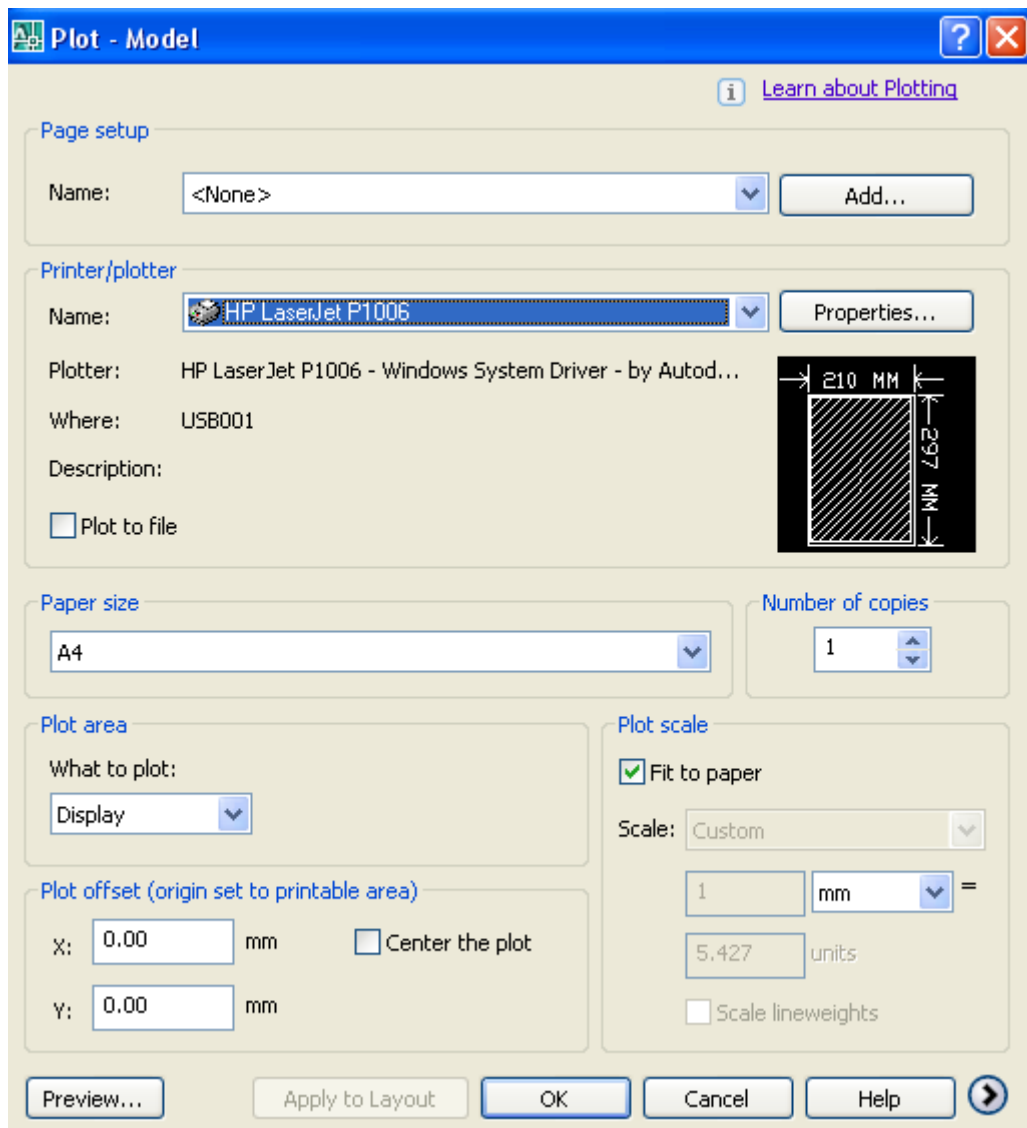 Plot - Model
Learn about Plotting
Page setup
Name: <None> Add...
Printer/plotter
Name: HP LaserJet P1006 Properties...
Plotter: HP LaserJet P1006 - Windows System Driver - by Autod...
210 MM
297 MM
Where: USB001
Description:
Plot to file
Paper size
A4
Number of copies
1
Plot area
What to plot:
Display
Plot scale
Fit to paper
Scale: Custom
1 mm =
5.427 units
Scale lineweights
Plot offset (origin set to printable area)
X: 0.00 mm Center the plot
Y: 0.00 mm
Preview... Apply to Layout OK Cancel Help